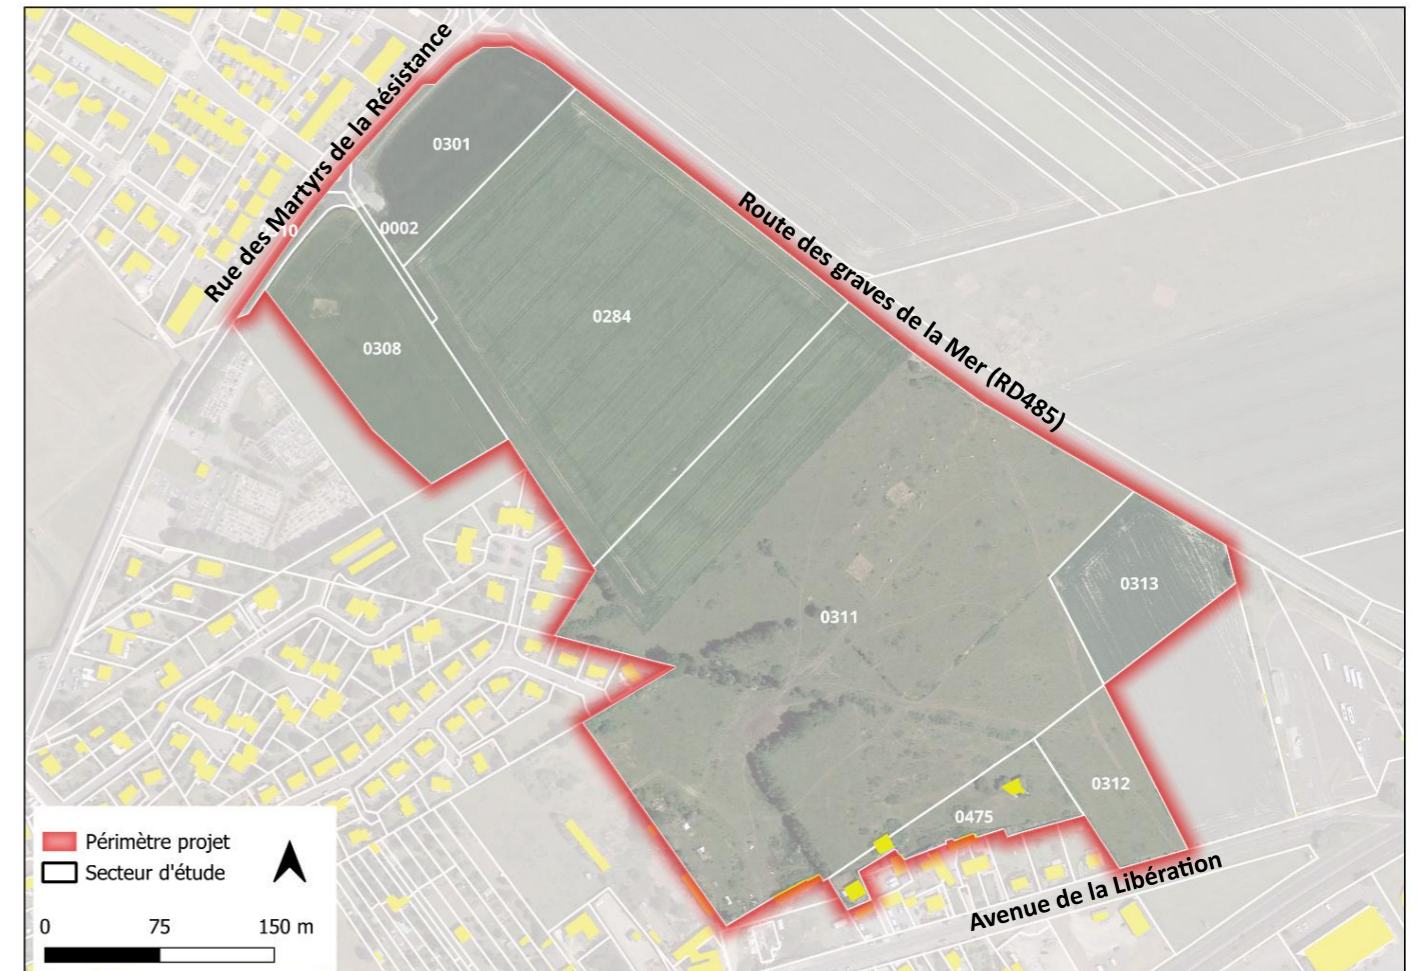 Rue des Martyrs de la Résistance
0301
0002
0284
0308
Route des graves de la Mer (RD485)
0313
0311
0312
0475
Avenue de la Libération
Périmètre projet
Secteur d'étude
0 75 150 m